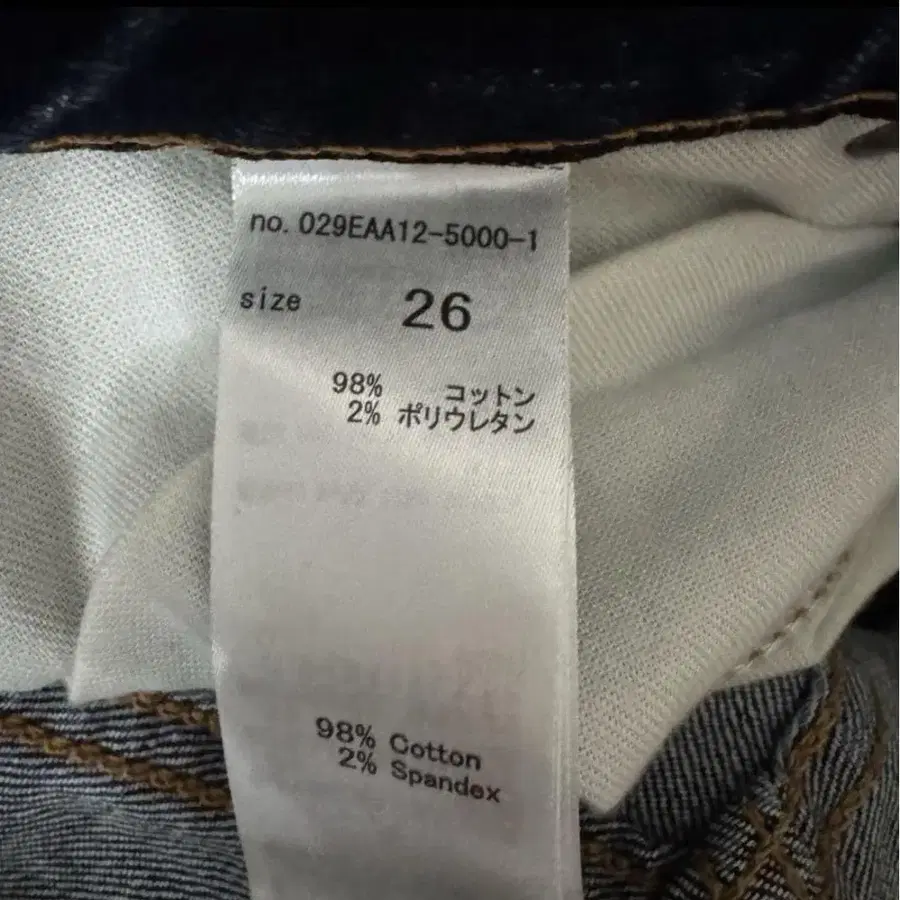 no. 029EAA12-5000-1
size 26
98% コットン
2% ポリウレタン
98% Cotton
2% Spandex